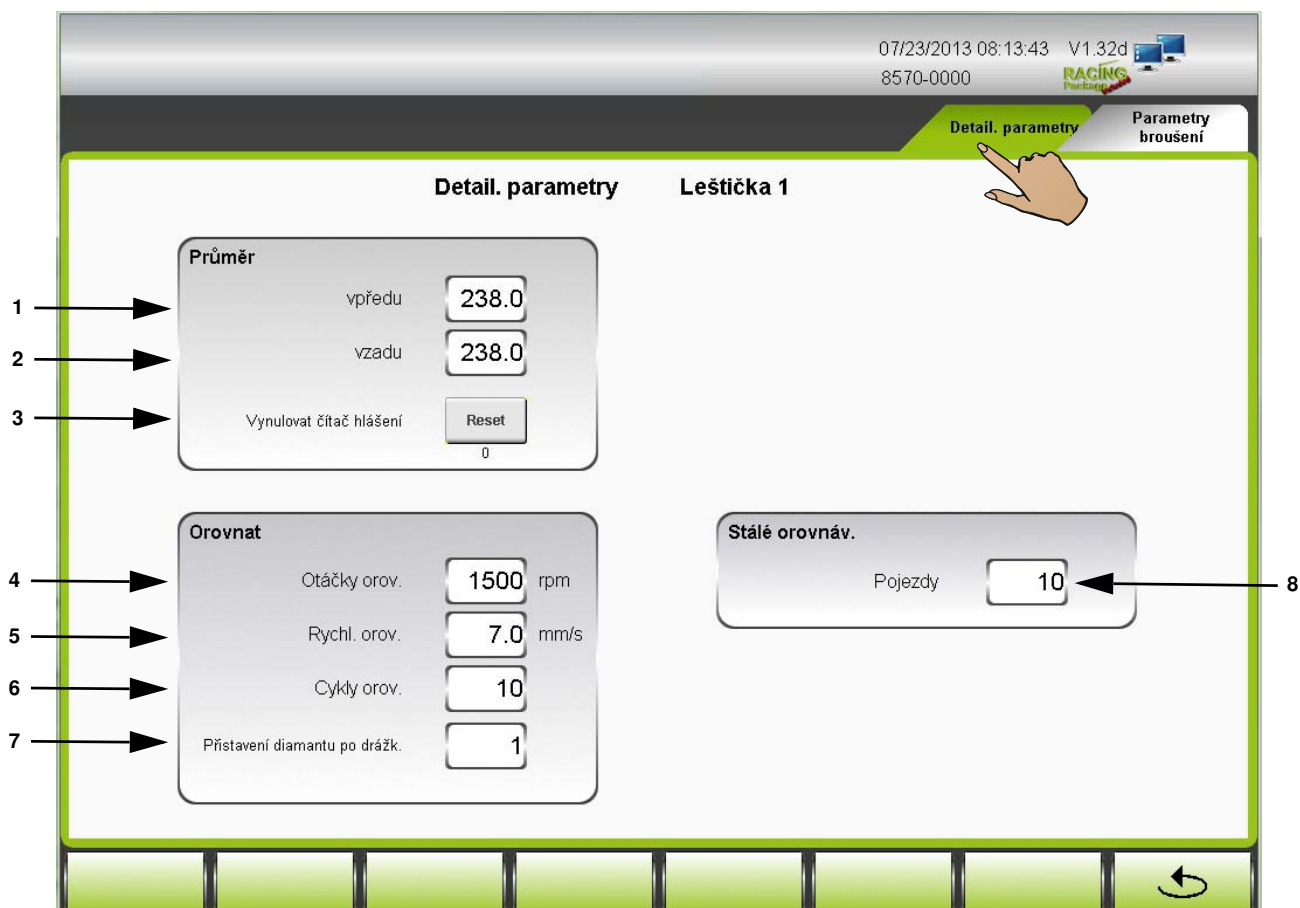 07/23/2013 08:13:43 V1.32d
8570-0000
RACING
Package
Detail. parametry
Parametry
broušení
Detail. parametry Leštička 1
Průměr
1 vpředu 238.0
2 vzadu 238.0
3 Vynulovat čítač hlášení Reset
0
Orovnat
4 Otáčky orov. 1500 rpm
5 Rychl. orov. 7.0 mm/s
6 Cykly orov. 10
7 Přistavení diamantu po drážk. 1
Stálé orovnáv.
Pojezdy 10 8